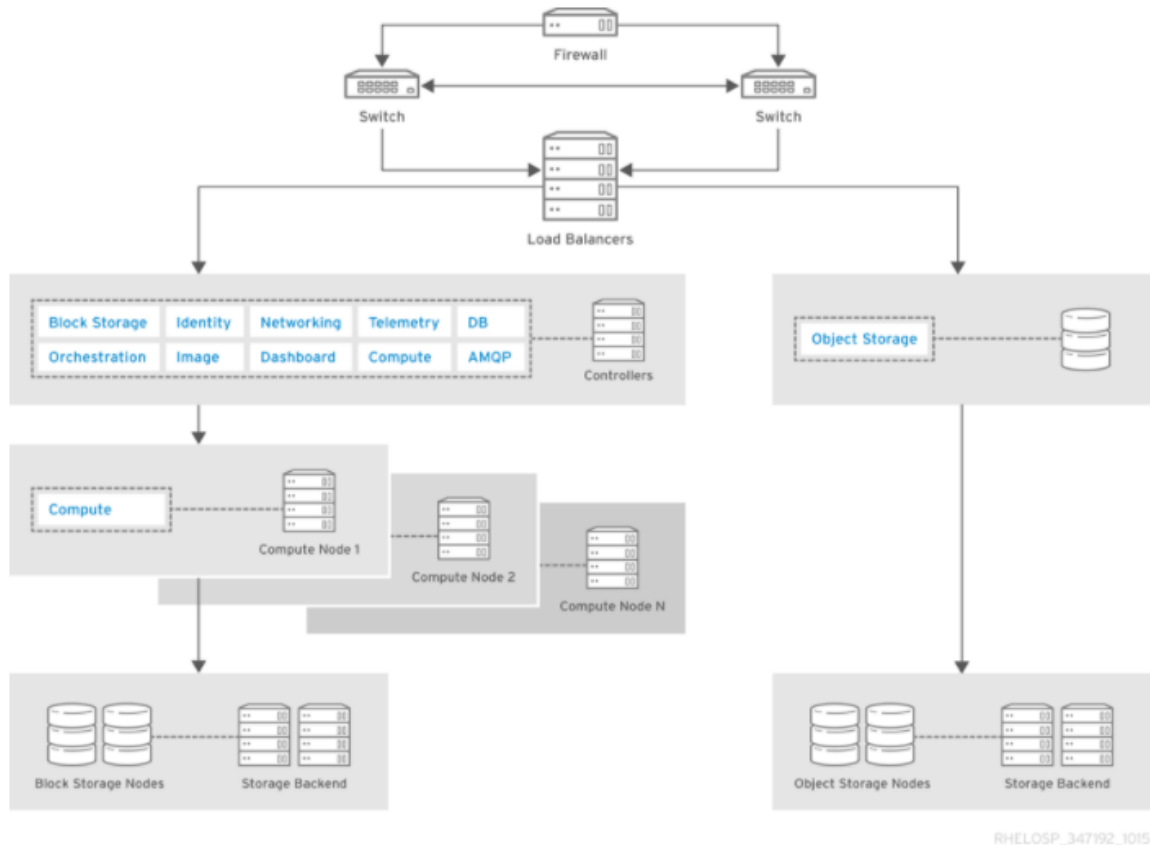 Firewall
Switch
Switch
Load Balancers
Block Storage
Identity
Networking
Telemetry
DB
Orchestration
Image
Dashboard
Compute
AMQP
Controllers
Object Storage
Compute
Compute Node 1
Compute Node 2
Compute Node N
Block Storage Nodes
Storage Backend
Object Storage Nodes
Storage Backend
RHELOSP_347192_1015